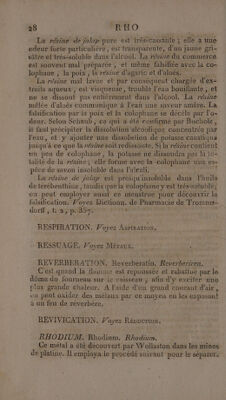 28 RHO
La résine de jalap pure est très-cassante ; elle a une
odeur forte particulière, est transparente, d'un jaune gri-
sâtre et très-soluble dans l'alcool. La résine du commerce
est souvent mal préparée, et même falsifiée avec la co-
lophane, la poix, la résine d'agaric et d'aloès.
La résine mal lavée et par conséquent chargée d'ex-
traits aqueux, est visqueuse, trouble l'eau bouillante, et
ne se dissout pas entièrement dans l'alcool. La résine
mêlée d'aloès communique à l'eau une saveur amère. La
falsification par la poix et la colophane se décèle par l'o-
deur. Selon Schaub, ce qui a été confirmé par Bucholz,
il faut précipiter la dissolution alcoolique concentrée par
l'eau, et y ajouter une dissolution de potasse caustique
jusqu'à ce que la résine soit redissoute. Si la résine contient
un peu de colophane, la potasse ne dissoudra pas la to-
talité de la résine; elle forme avec la colophane une es-
pèce de savon insoluble dans l'alcali.
La résine de jalap est presqu'insoluble dans l'huile
de térébenthine, tandis que la colophane y est très-soluble;
on peut employer aussi ce menstrue pour découvrir la
falsification. Voyez Dictionn. de Pharmacie de Tromms-
dorff, t. 2, p. 357.
RESPIRATION. Voyez Aspiration.
RESSUAGE. Voyez Métaux.
REVERBERATION. Reverberatio. Reverberiren.
C'est quand la flamme est repoussée et rabattue par le
dôme du fourneau sur le vaisseau, afin d'y exciter une
plus grande chaleur. A l'aide d'un grand courant d'air,
on peut oxider des métaux par ce moyen en les exposant
à un feu de réverbère.
REVIVICATION. Voyez Réduction.
RHODIUM. Rhodium. Rhodium.
Ce métal a été découvert par Wollaston dans les mines
de platine. Il employa le procédé suivant pour le séparer.